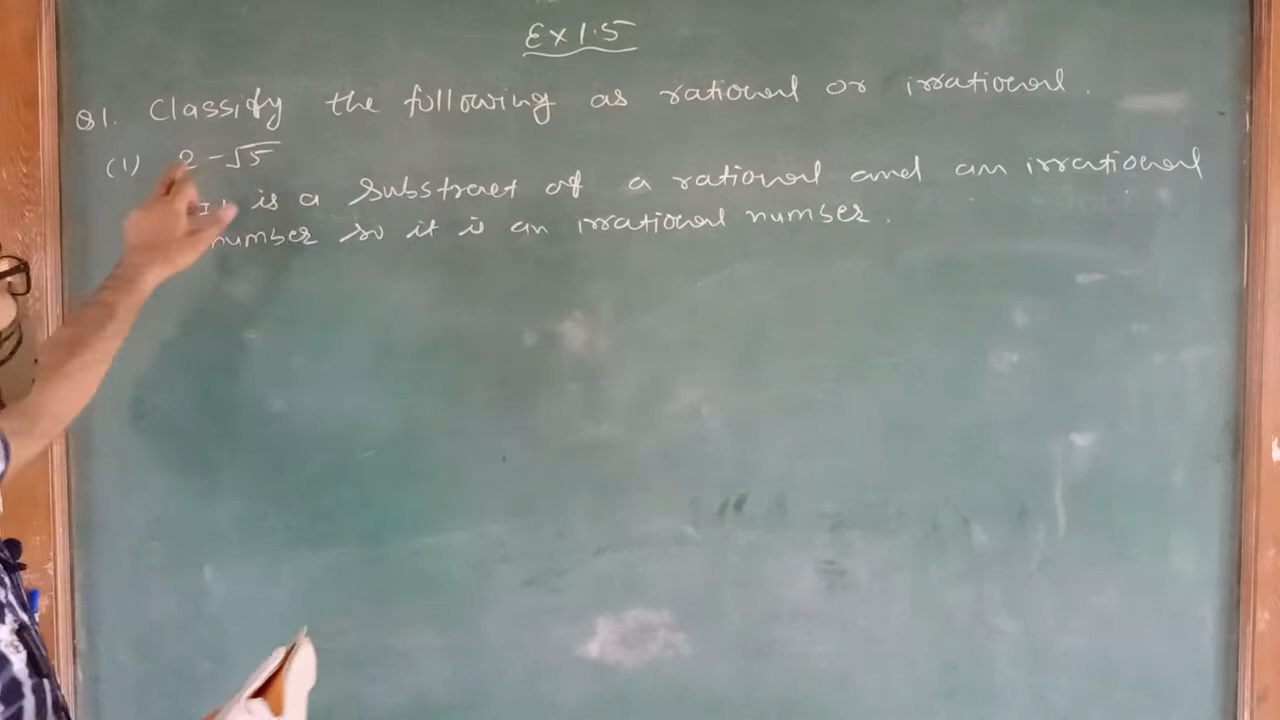 Ex 1.5
Q1. Classify the following as rational or irrational.
(1) 2-√5
It is a substract of a rational and an irrational
number so it is an irrational number.